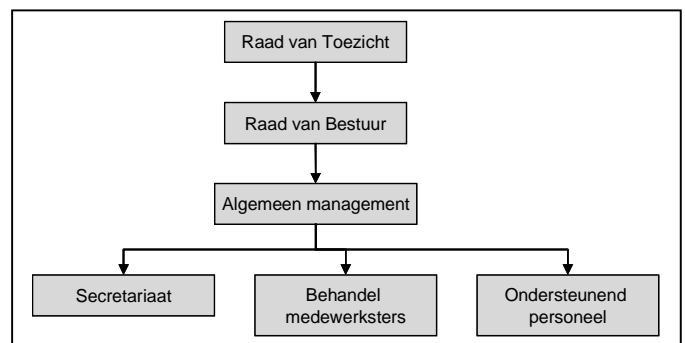 Raad van Toezicht
Raad van Bestuur
Algemeen management
Secretariaat
Behandel
medewerksters
Ondersteunend
personeel